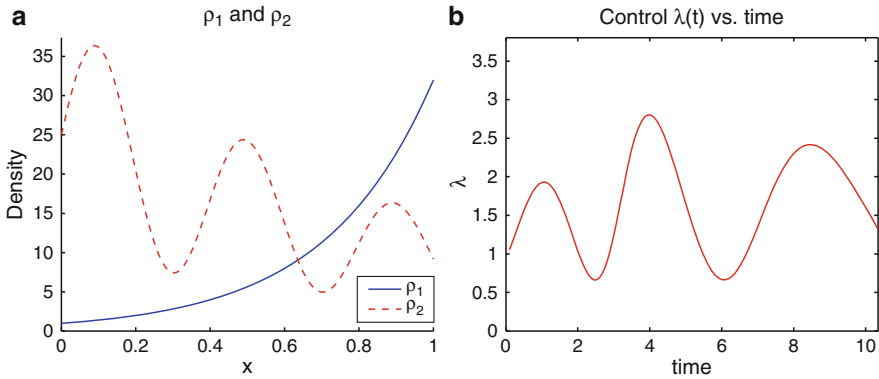 a
ρ₁ and ρ₂
35
30
25
20
15
10
5
0
Density
0
0.2
0.4
0.6
0.8
1
x
ρ₁
ρ₂
b
Control λ(t) vs. time
3.5
3
2.5
2
1.5
1
0.5
0
λ
0
2
4
6
8
10
time